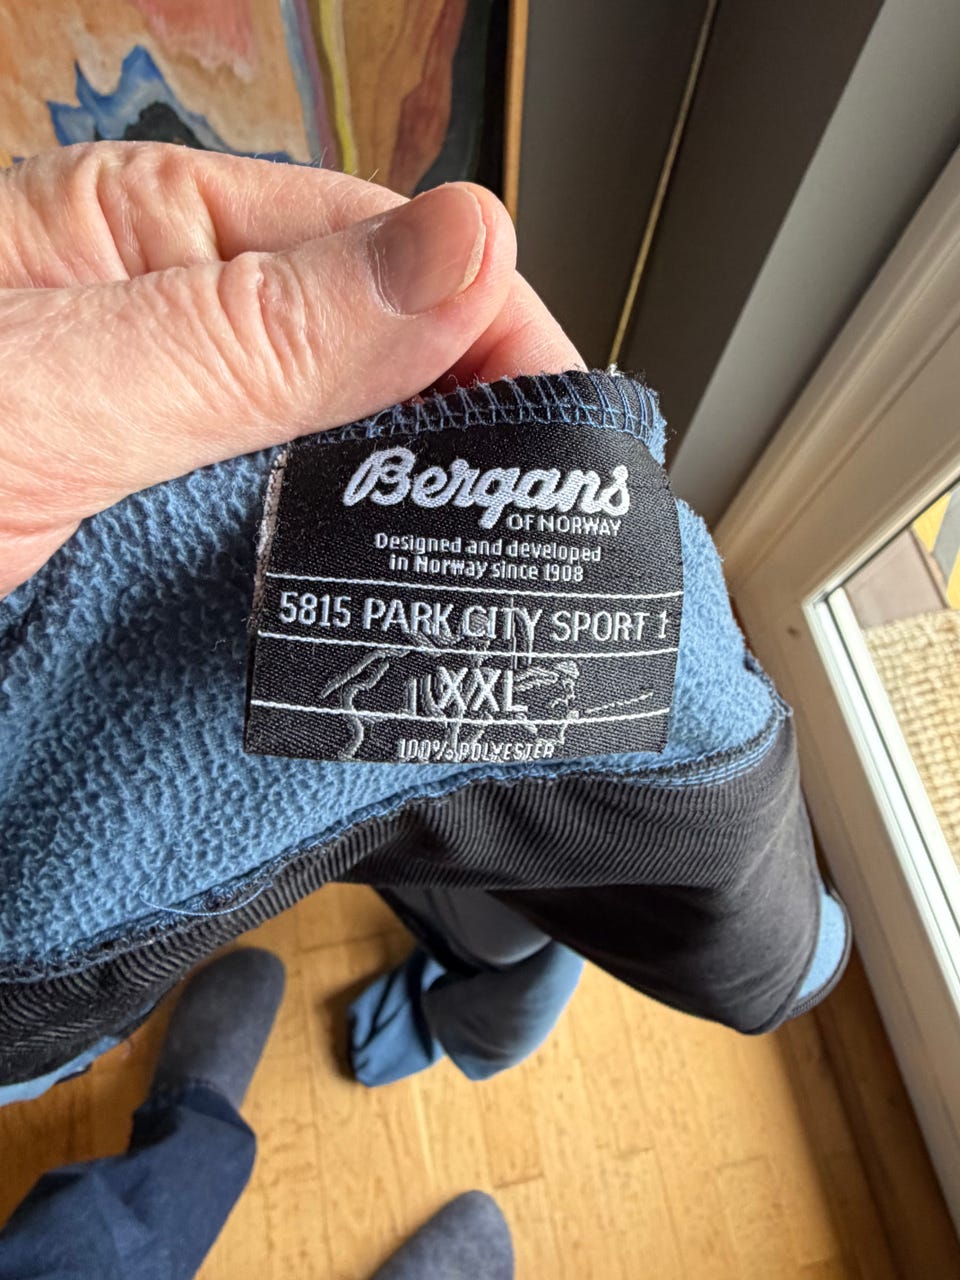 Bergans
OF NORWAY
Designed and developed
in Norway since 1908
5815 PARK CITY SPORT 1
XXL
100% POLYESTER